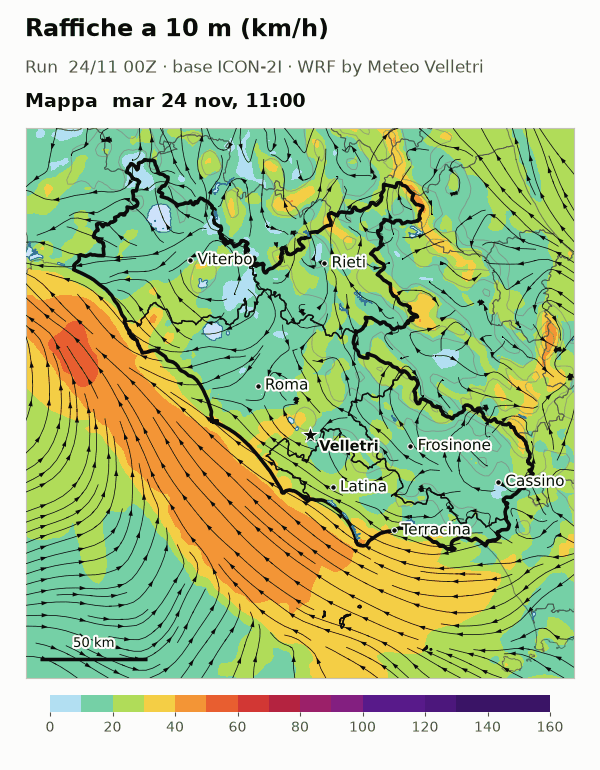 Raffiche a 10 m (km/h)
Run 24/11 00Z · base ICON-2I · WRF by Meteo Velletri
Mappa mar 24 nov, 11:00
Viterbo
Rieti
Roma
Velletri
Frosinone
Latina
Cassino
Terracina
50 km
0 20 40 60 80 100 120 140 160